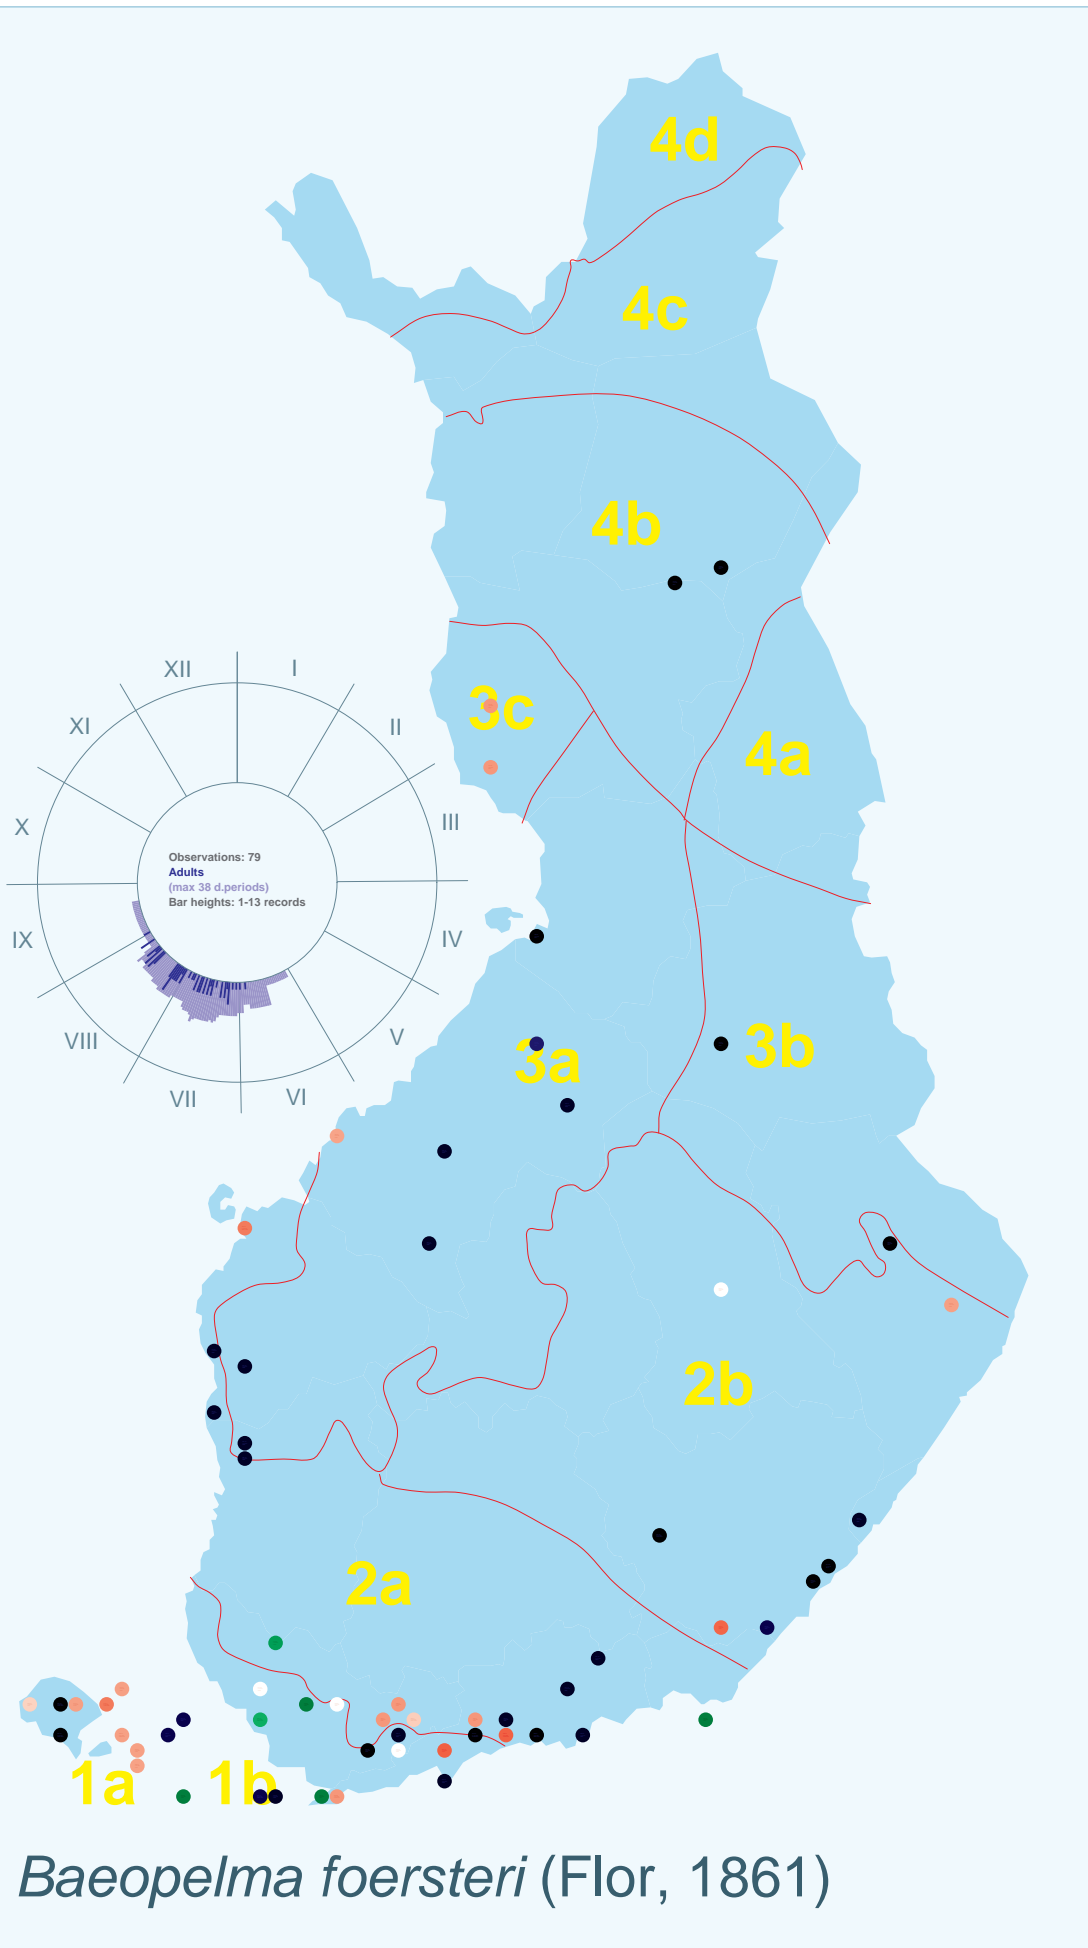 4d
4c
4b
3c
4a
XII
I
XI
II
X
III
Observations: 79
Adults
(max 38 d.periods)
Bar heights: 1-13 records
IX
IV
VIII
V
VII
VI
3a
3b
2b
2a
1a
1b
Baeopelma foersteri (Flor, 1861)